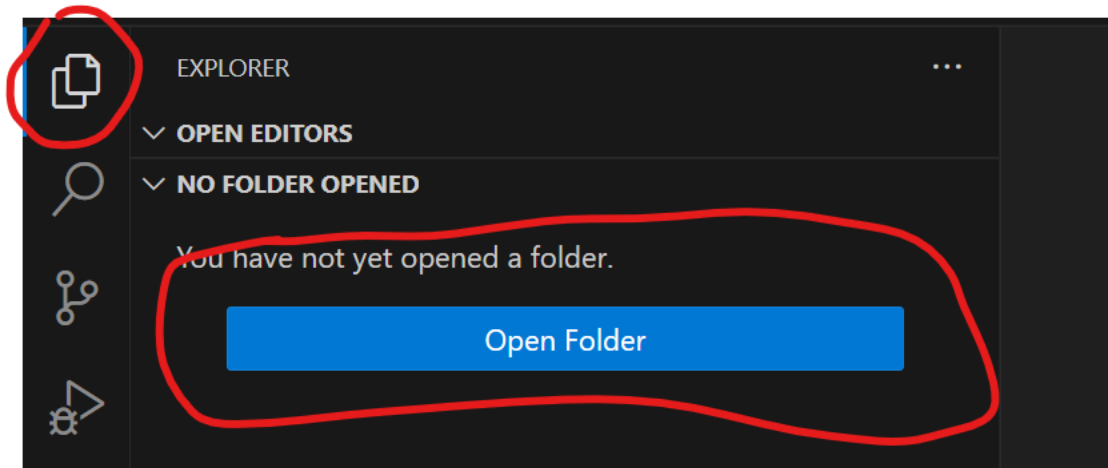 EXPLORER
OPEN EDITORS
NO FOLDER OPENED
You have not yet opened a folder.
Open Folder